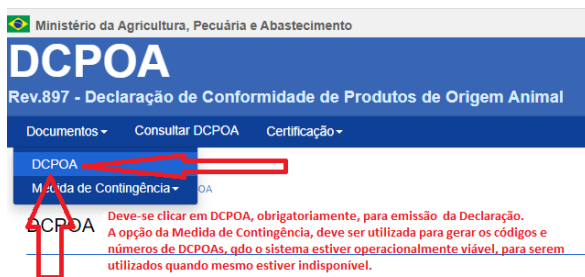 Ministério da Agricultura, Pecuária e Abastecimento
DCPOA
Rev.897 - Declaração de Conformidade de Produtos de Origem Animal
Documentos Consultar DCPOA Certificação
DCPOA
Medida de Contingência OA
DCPOA
Deve-se clicar em DCPOA, obrigatoriamente, para emissão da Declaração.
A opção da Medida de Contingência, deve ser utilizada para gerar os códigos e
números de DCPOAs, qdo o sistema estiver operacionalmente viável, para serem
utilizados quando mesmo estiver indisponível.